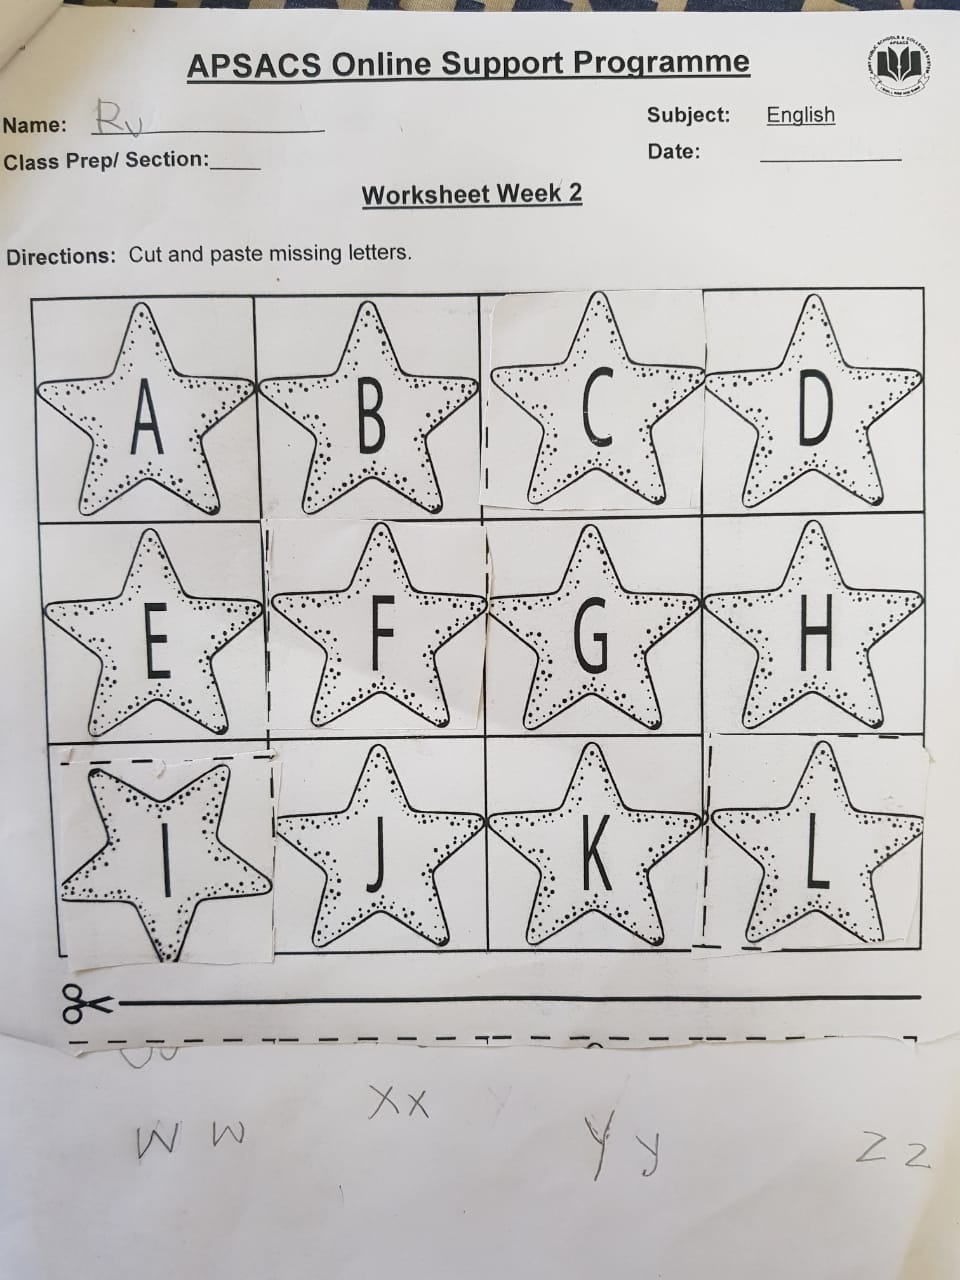 APSACS Online Support Programme
Name: Ru
Subject: English
Class Prep/ Section:
Date:
Worksheet Week 2
Directions: Cut and paste missing letters.
A B C D
E F G H
I J K L
X x
W w Y y Z z